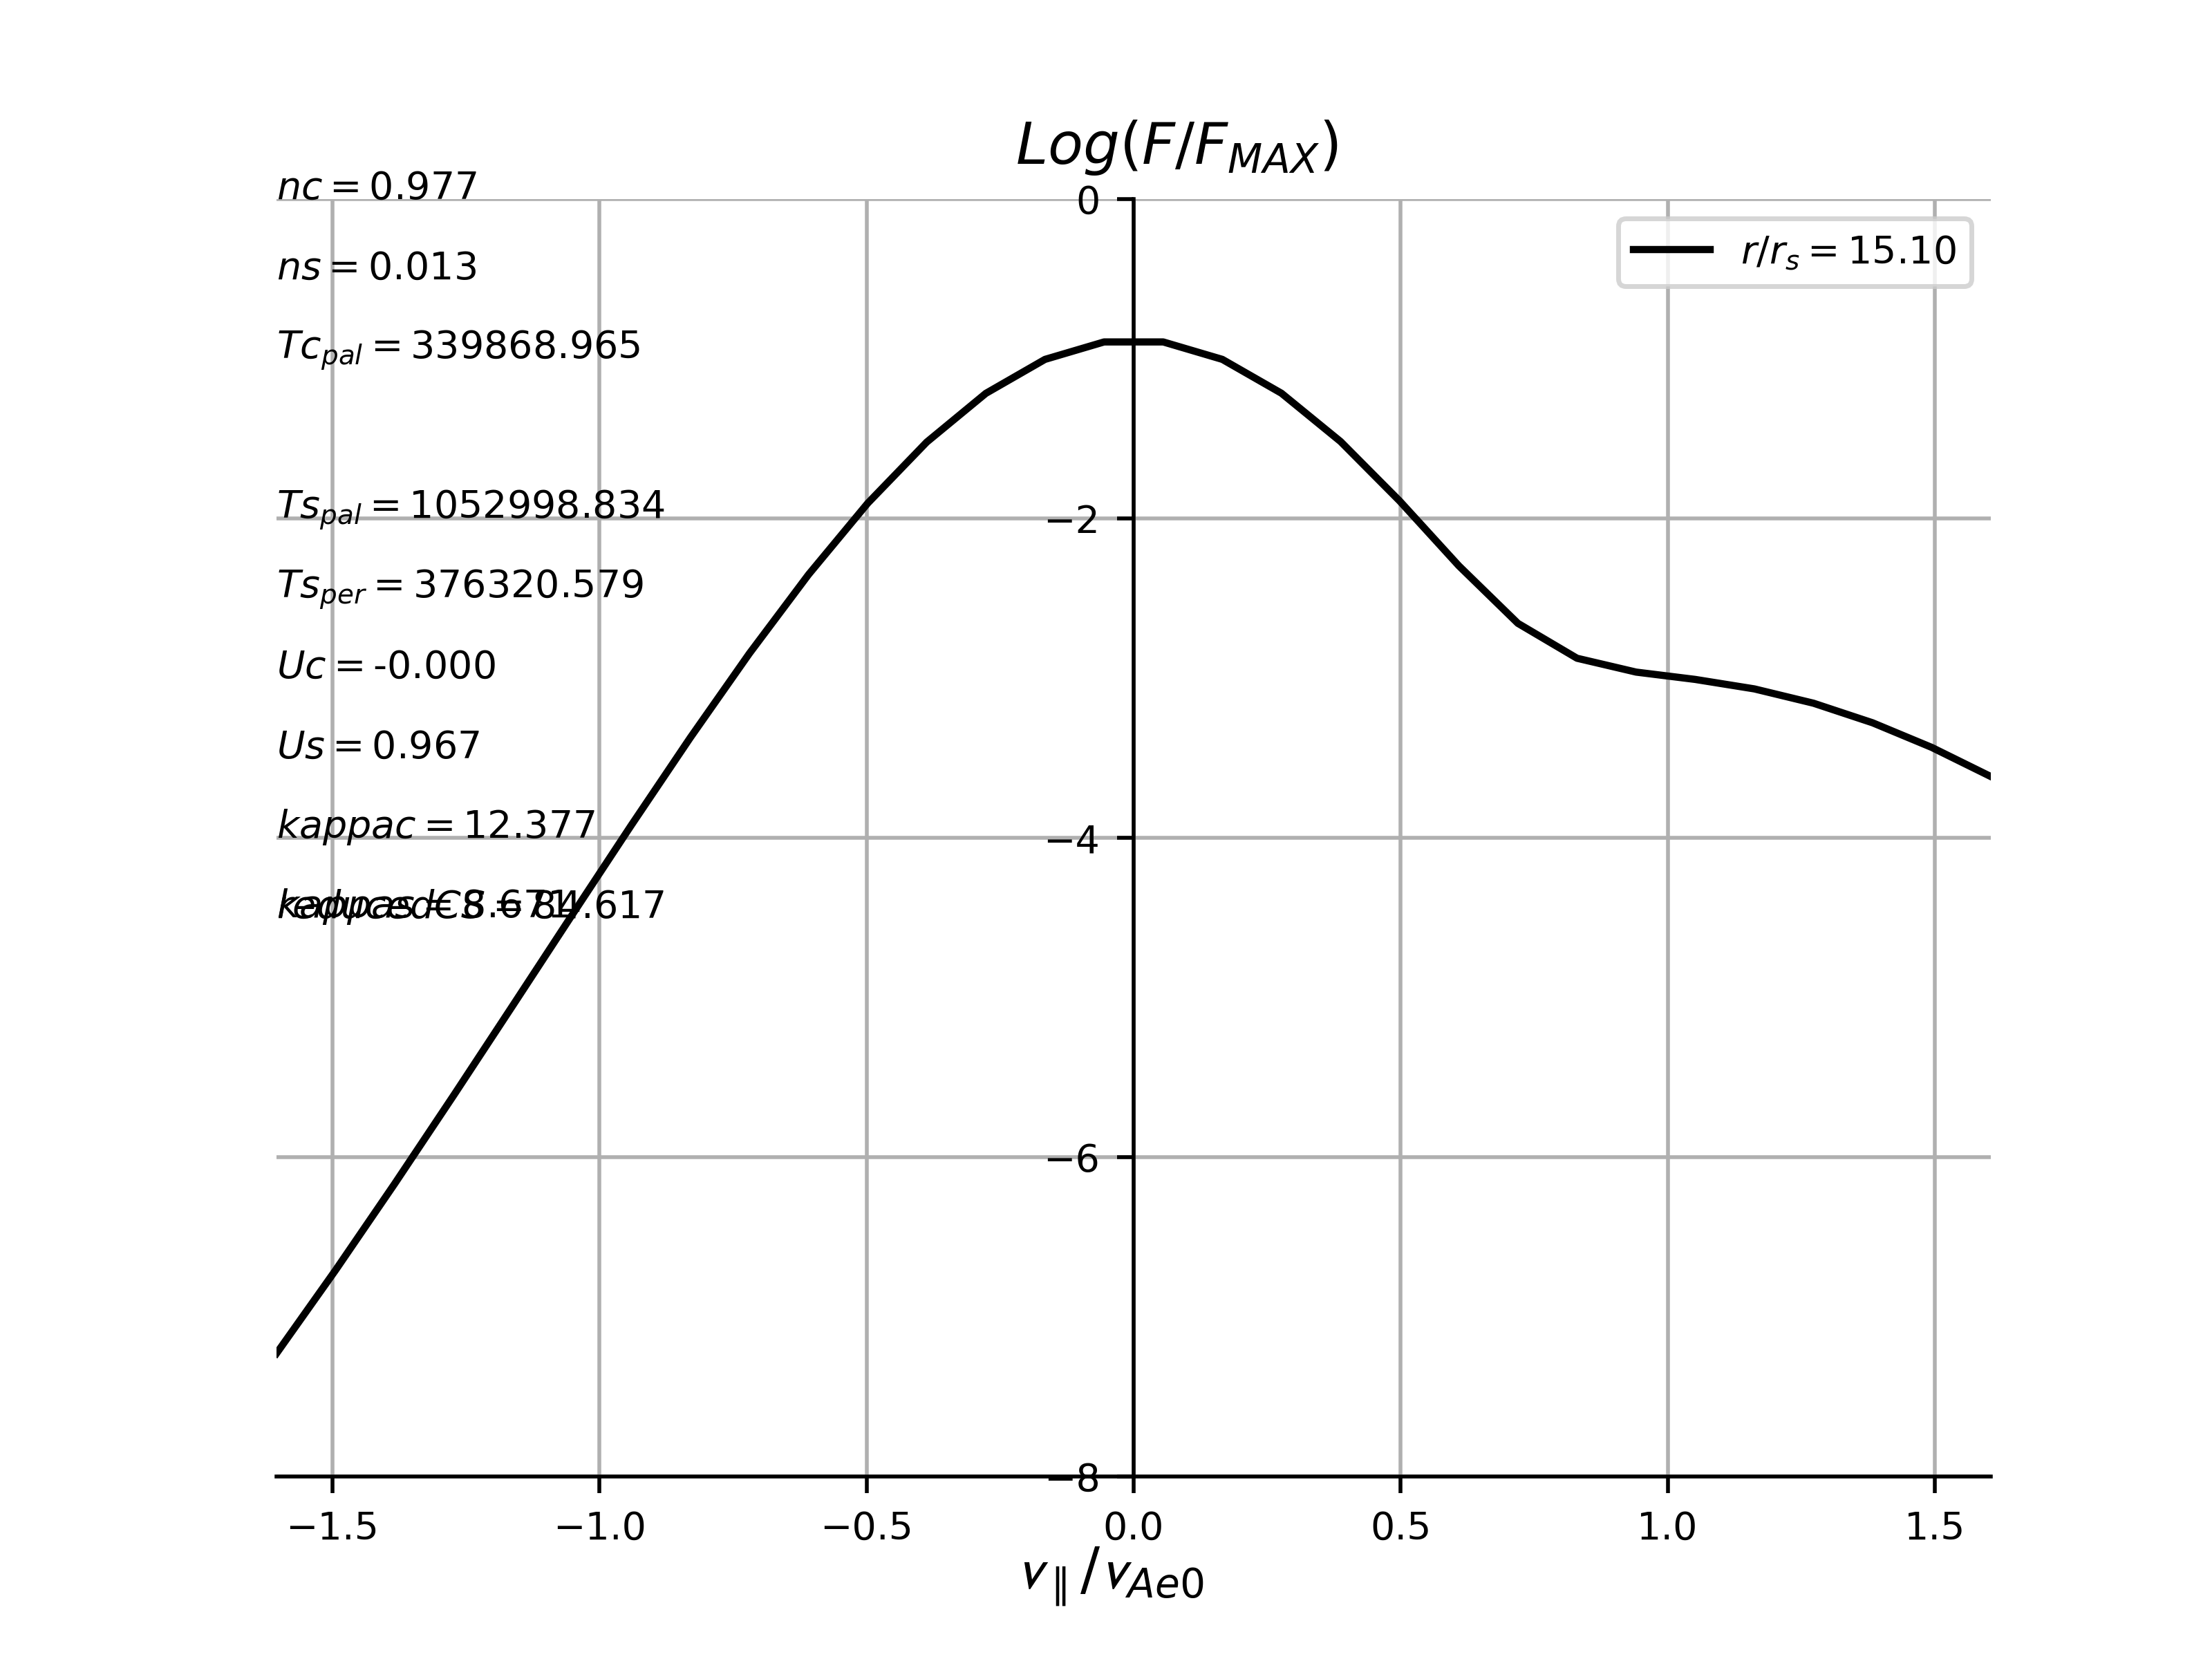 Log(F/F_MAX)
nc = 0.977
0
r/r_s = 15.10
ns = 0.013
Tc_pal = 339868.965
Ts_pal = 1052998.834
−2
Ts_per = 376320.579
Uc = -0.000
Us = 0.967
kappac = 12.377
−4
−6
−8
−1.5 −1.0 −0.5 0.0 0.5 1.0 1.5
v_∥/v_Ae0